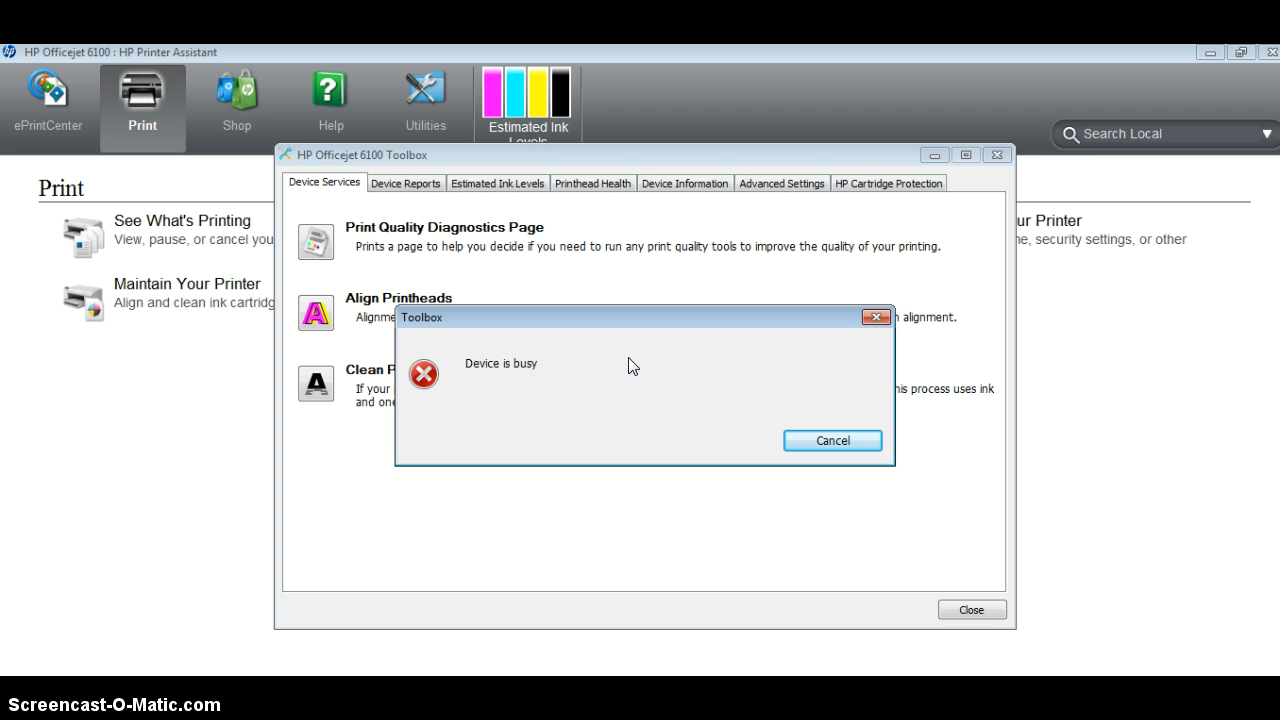 HP Officejet 6100 : HP Printer Assistant
ePrintCenter
Print
Shop
Help
Utilities
Estimated Ink
Levels
Search Local
Print
See What's Printing
View, pause, or cancel you
Maintain Your Printer
Align and clean ink cartridg
ur Printer
ne, security settings, or other
HP Officejet 6100 Toolbox
Device Services
Device Reports
Estimated Ink Levels
Printhead Health
Device Information
Advanced Settings
HP Cartridge Protection
Print Quality Diagnostics Page
Prints a page to help you decide if you need to run any print quality tools to improve the quality of your printing.
Align Printheads
Alignme
n alignment.
Clean P
If your
his process uses ink
and one
Toolbox
Device is busy
Cancel
Close
Screencast-O-Matic.com